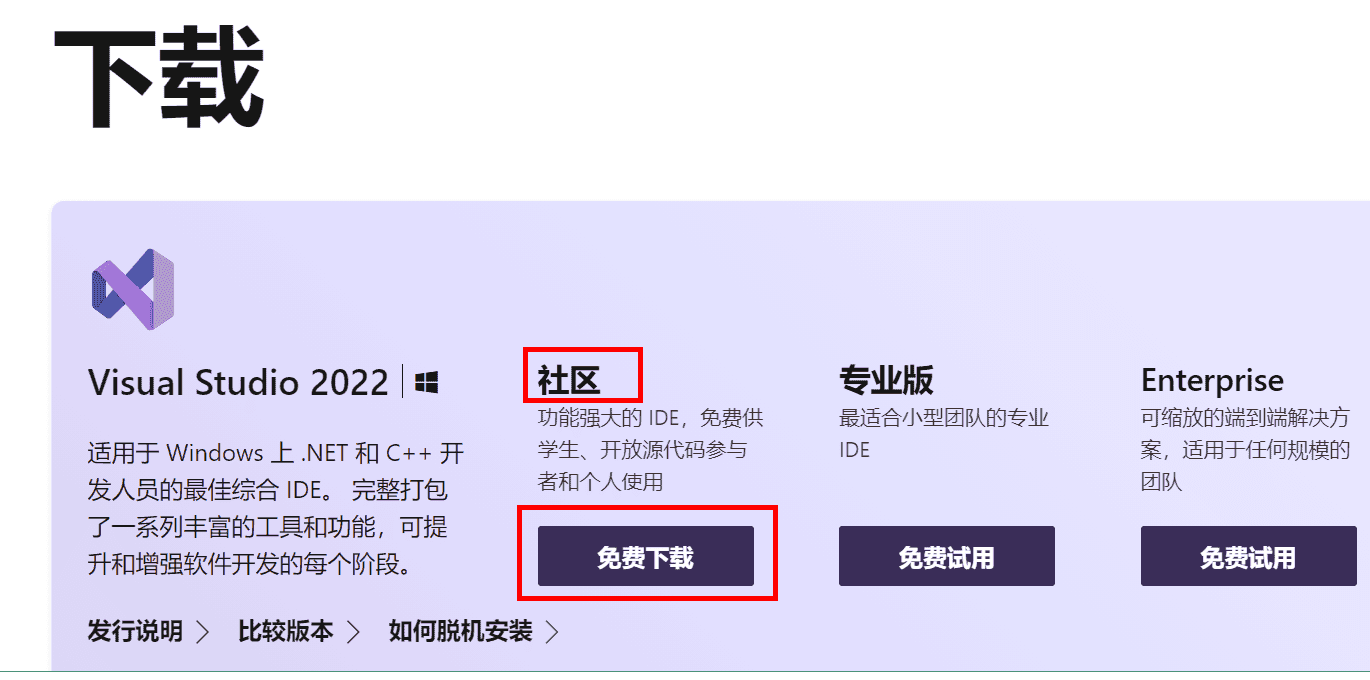 下载
Visual Studio 2022
适用于 Windows 上 .NET 和 C++ 开
发人员的最佳综合 IDE。 完整打包
了一系列丰富的工具和功能，可提
升和增强软件开发的每个阶段。
社区
功能强大的 IDE，免费供
学生、开放源代码参与
者和个人使用
免费下载
专业版
最适合小型团队的专业
IDE
免费试用
Enterprise
可缩放的端到端解决方
案，适用于任何规模的
团队
免费试用
发行说明
比较版本
如何脱机安装